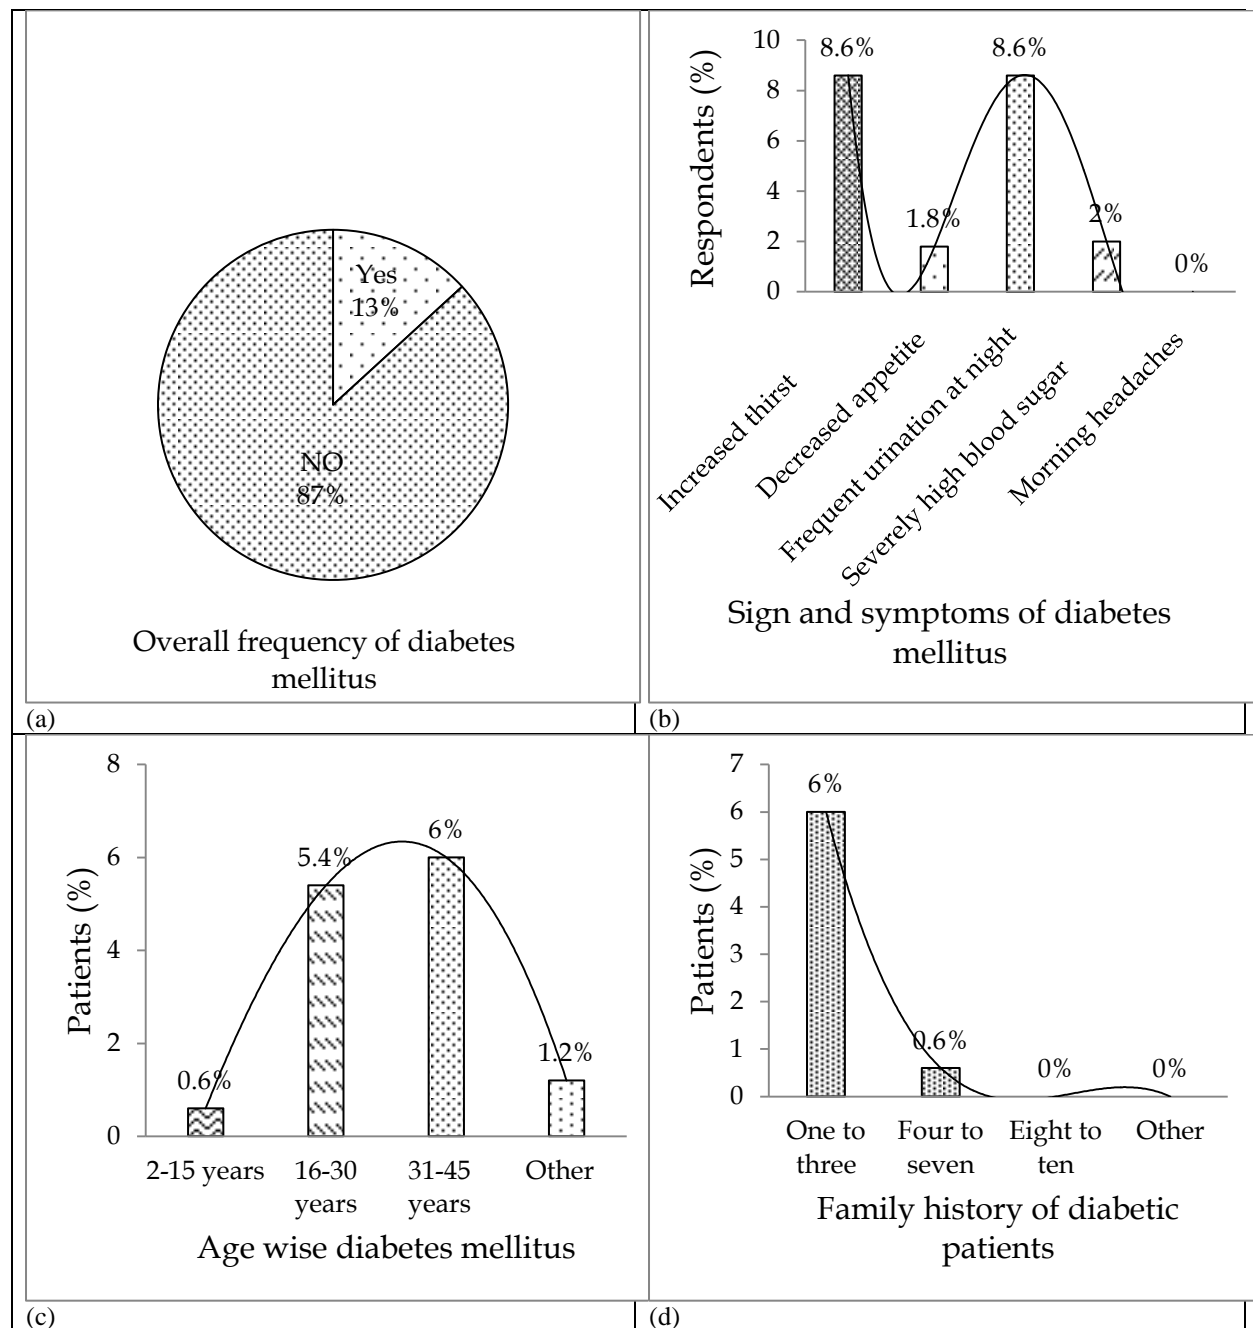 Yes
13%
NO
87%
Overall frequency of diabetes
mellitus
(a)
Respondents (%)
10
8
6
4
2
0
8.6%
1.8%
8.6%
2%
0%
Increased thirst
Decreased appetite
Frequent urination at night
Severely high blood sugar
Morning headaches
Sign and symptoms of diabetes
mellitus
(b)
Patients (%)
8
6
4
2
0
0.6%
5.4%
6%
1.2%
2-15 years
16-30
years
31-45
years
Other
Age wise diabetes mellitus
(c)
Patients (%)
7
6
5
4
3
2
1
0
6%
0.6%
0%
0%
One to
three
Four to
seven
Eight to
ten
Other
Family history of diabetic
patients
(d)